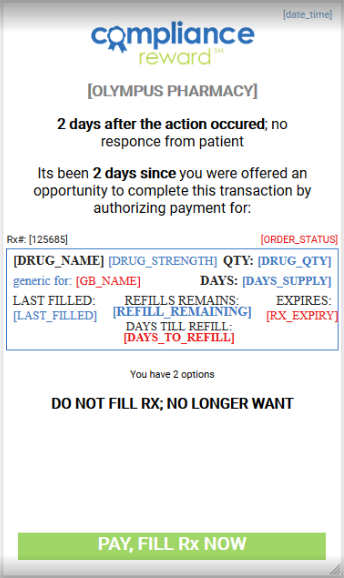 [date_time]
compliance
reward SM
[OLYMPUS PHARMACY]
2 days after the action occured; no
responce from patient
Its been 2 days since you were offered an
opportunity to complete this transaction by
authorizing payment for:
Rx#: [125685] [ORDER_STATUS]
[DRUG_NAME] [DRUG_STRENGTH] QTY: [DRUG_QTY]
generic for: [GB_NAME] DAYS: [DAYS_SUPPLY]
LAST FILLED: REFILLS REMAINS: EXPIRES:
[LAST_FILLED] [REFILL_REMAINING] [RX_EXPIRY]
DAYS TILL REFILL:
[DAYS_TO_REFILL]
You have 2 options
DO NOT FILL RX; NO LONGER WANT
PAY, FILL Rx NOW